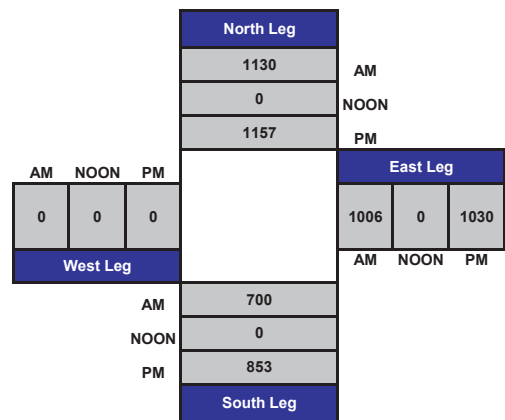 North Leg
1130 AM
0 NOON
1157 PM
AM NOON PM
East Leg
0 0 0
1006 0 1030
West Leg
AM NOON PM
AM 700
NOON 0
PM 853
South Leg